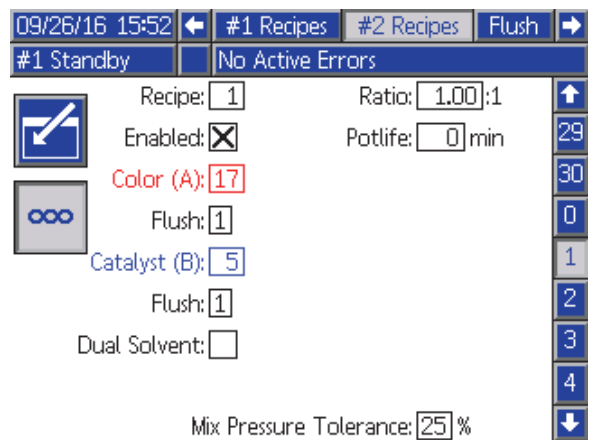 09/26/16 15:52 #1 Recipes #2 Recipes Flush
#1 Standby No Active Errors
Recipe: 1 Ratio: 1.00 :1
Enabled: Potlife: 0 min
Color (A): 17
Flush: 1
Catalyst (B): 5
Flush: 1
Dual Solvent:
Mix Pressure Tolerance: 25 %
29
30
0
1
2
3
4